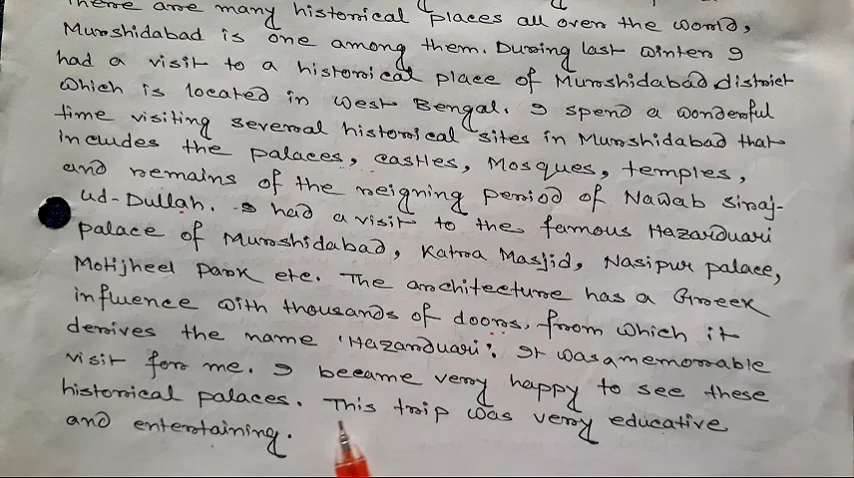 There are many historical places all over the world,
Murshidabad is one among them. During last winter I
had a visit to a historical place of Murshidabad district
which is located in West Bengal. I spend a wonderful
time visiting several historical sites in Murshidabad that
includes the palaces, castles, Mosques, temples,
and remains of the reigning period of Nawab Siraj-
ud-Dullah. I had a visit to the famous Hazarduari
palace of Murshidabad, Katra Masjid, Nasipur palace,
Motijheel Park etc. The architecture has a Greek
influence with thousands of doors, from which it
derives the name 'Hazarduari'. It was a memorable
visit for me. I became very happy to see these
historical palaces. This trip was very educative
and entertaining.